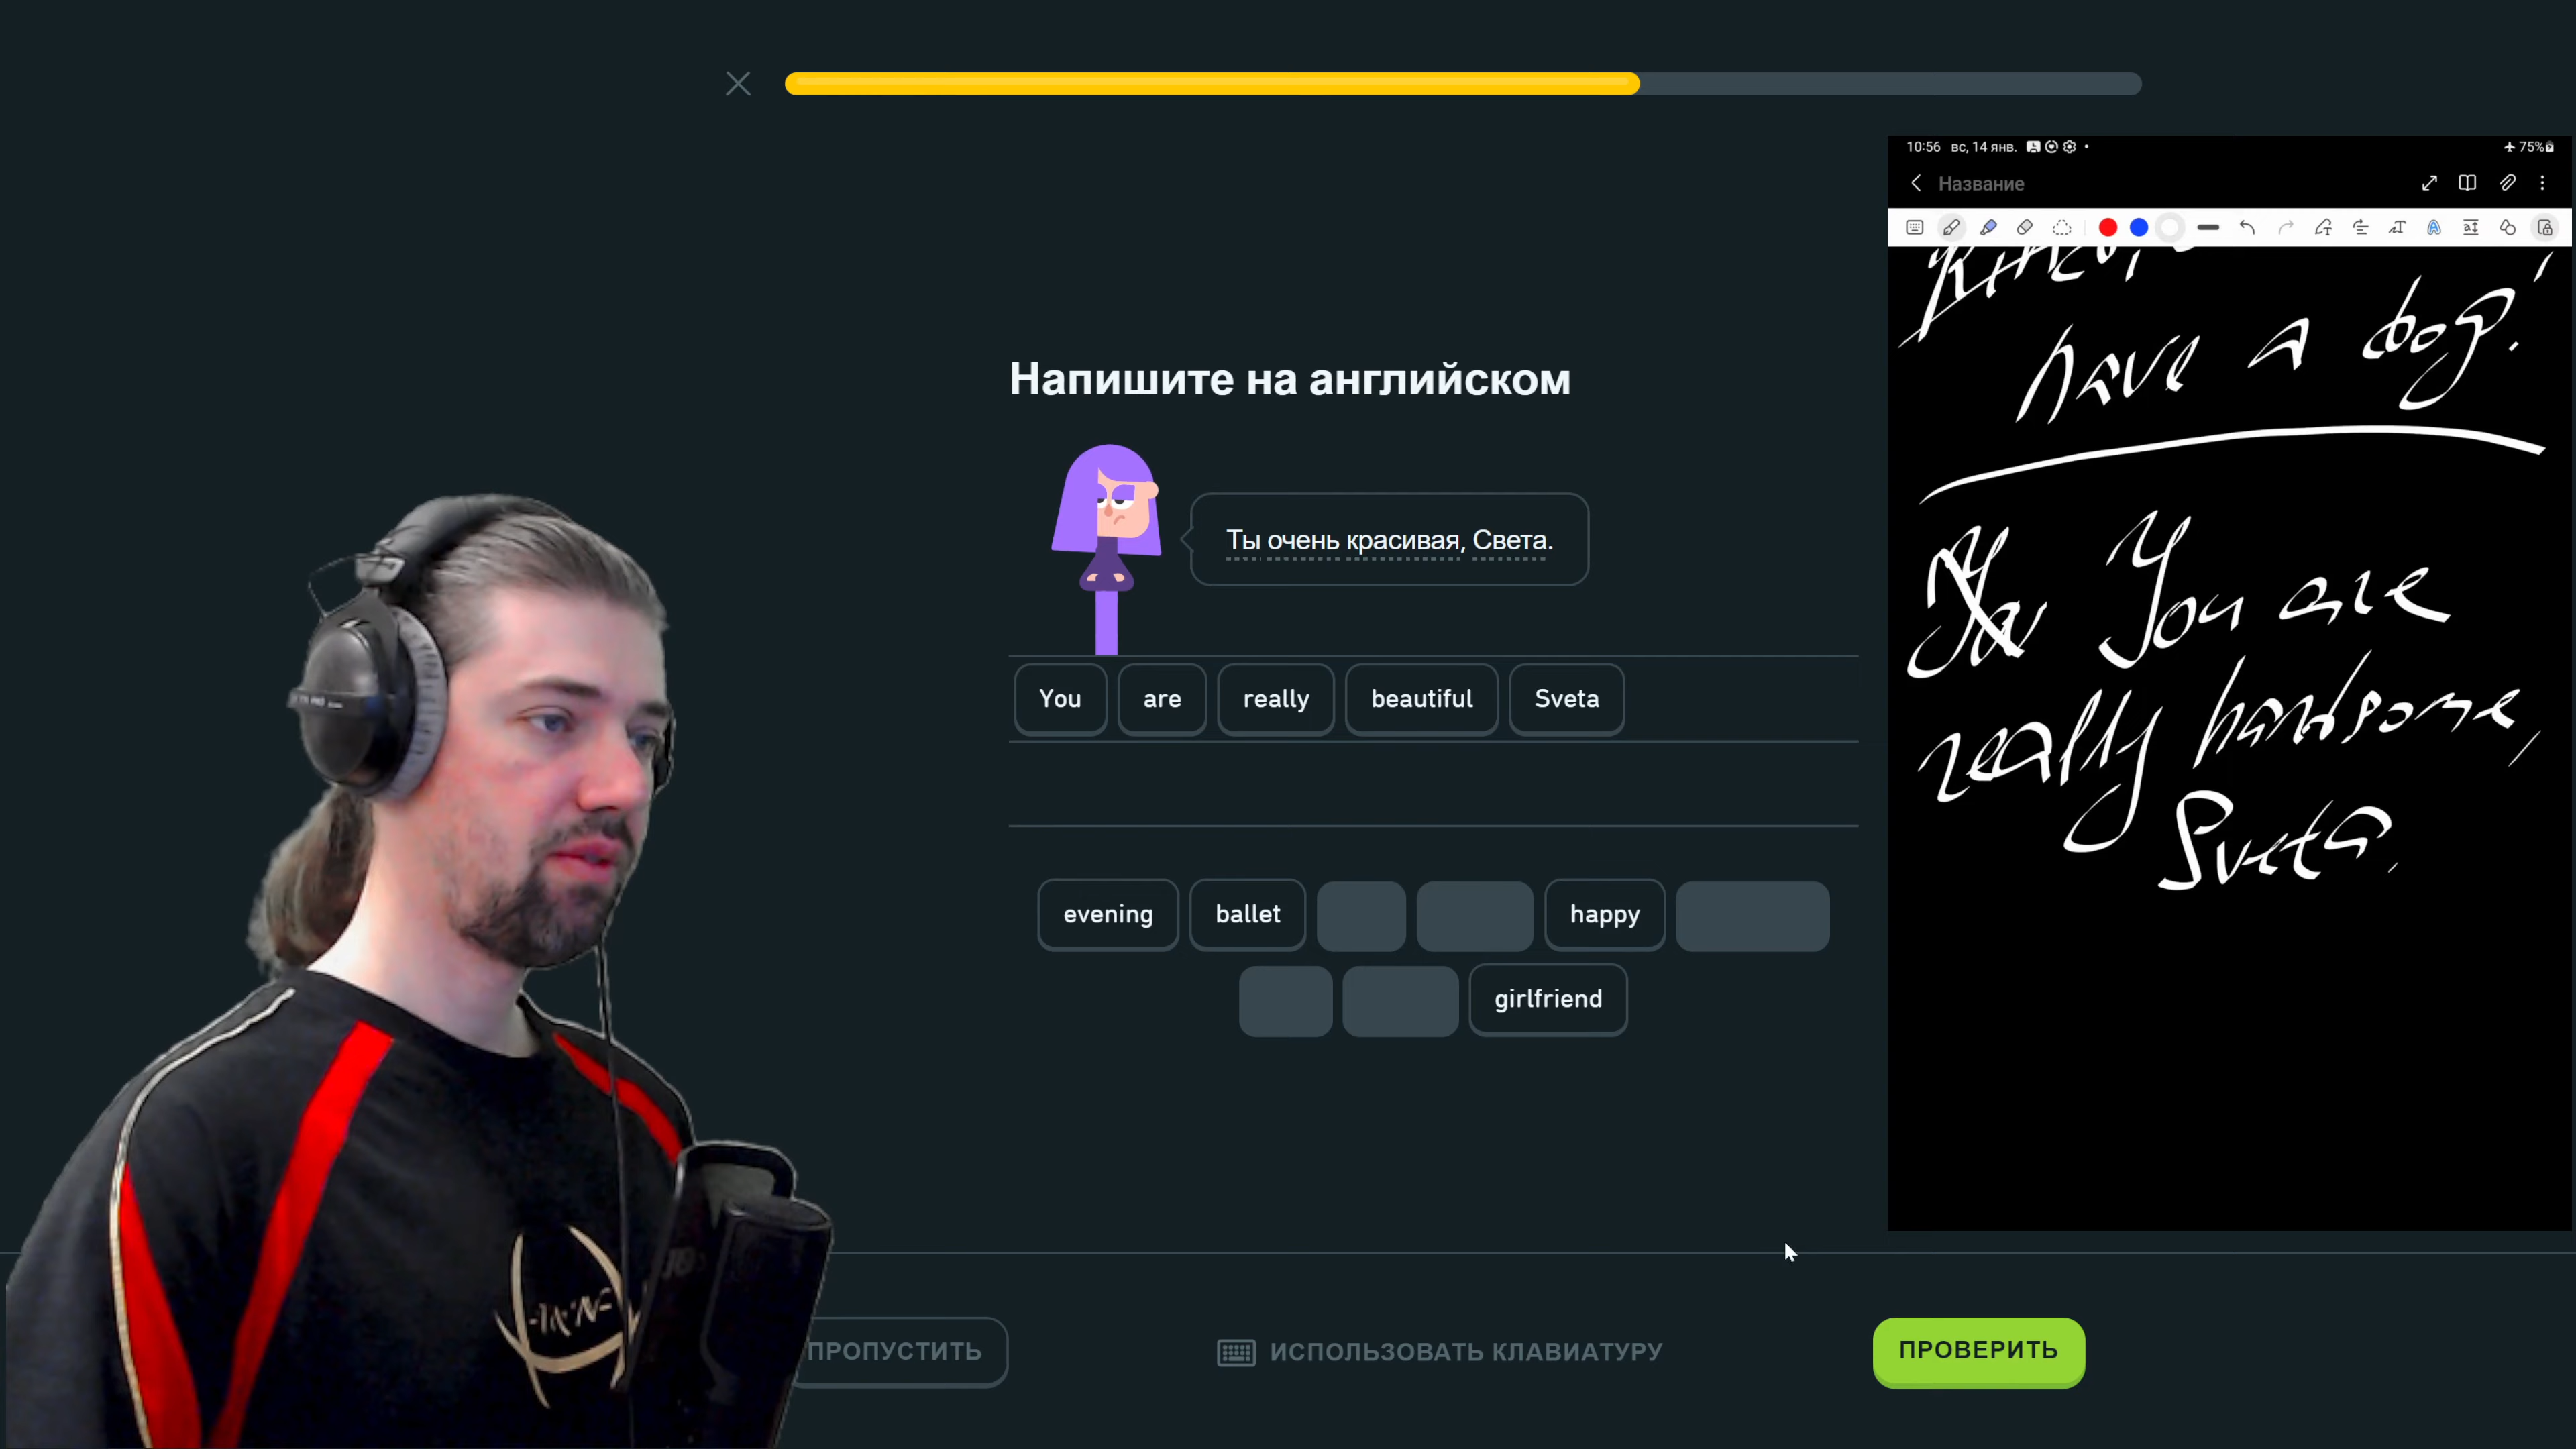 10:56 вс, 14 янв.
75%
Название
have a dog!
Напишите на английском
Ты очень красивая, Света.
You are
really handsome,
Sveta.
You are really beautiful Sveta
evening ballet happy
girlfriend
ПРОПУСТИТЬ
ИСПОЛЬЗОВАТЬ КЛАВИАТУРУ
ПРОВЕРИТЬ